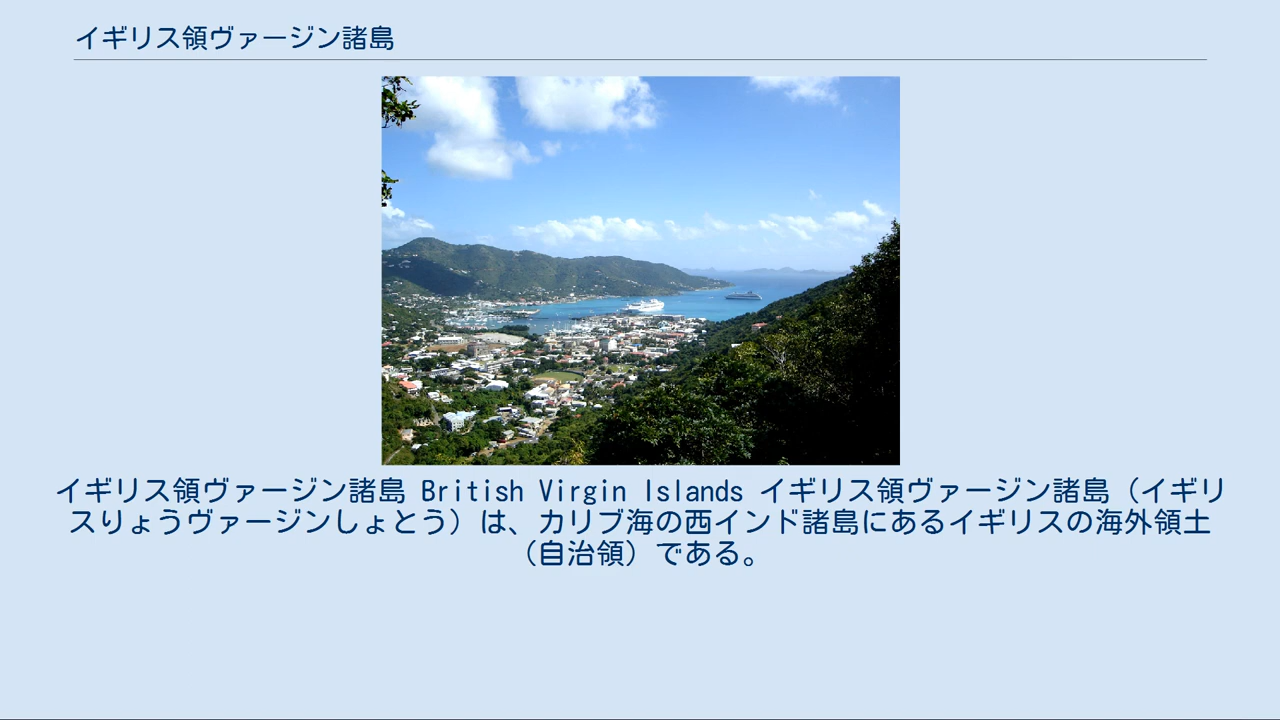 イギリス領ヴァージン諸島
イギリス領ヴァージン諸島 British Virgin Islands イギリス領ヴァージン諸島（イギリ
スりょうヴァージンしょとう）は、カリブ海の西インド諸島にあるイギリスの海外領土
（自治領）である。